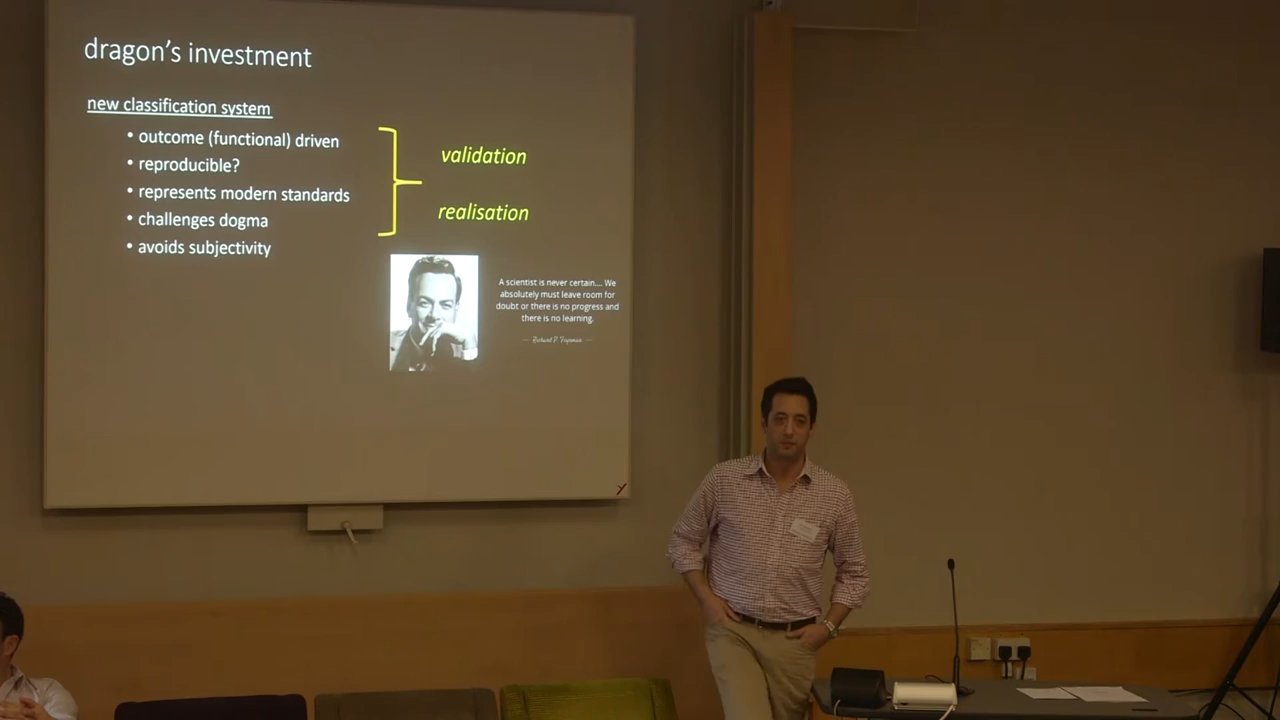 dragon's investment
new classification system
• outcome (functional) driven
• reproducible?
• represents modern standards
• challenges dogma
• avoids subjectivity
validation
realisation
A scientist is never certain.... We
absolutely must leave room for
doubt or there is no progress and
there is no learning.
— Richard P. Feynman —